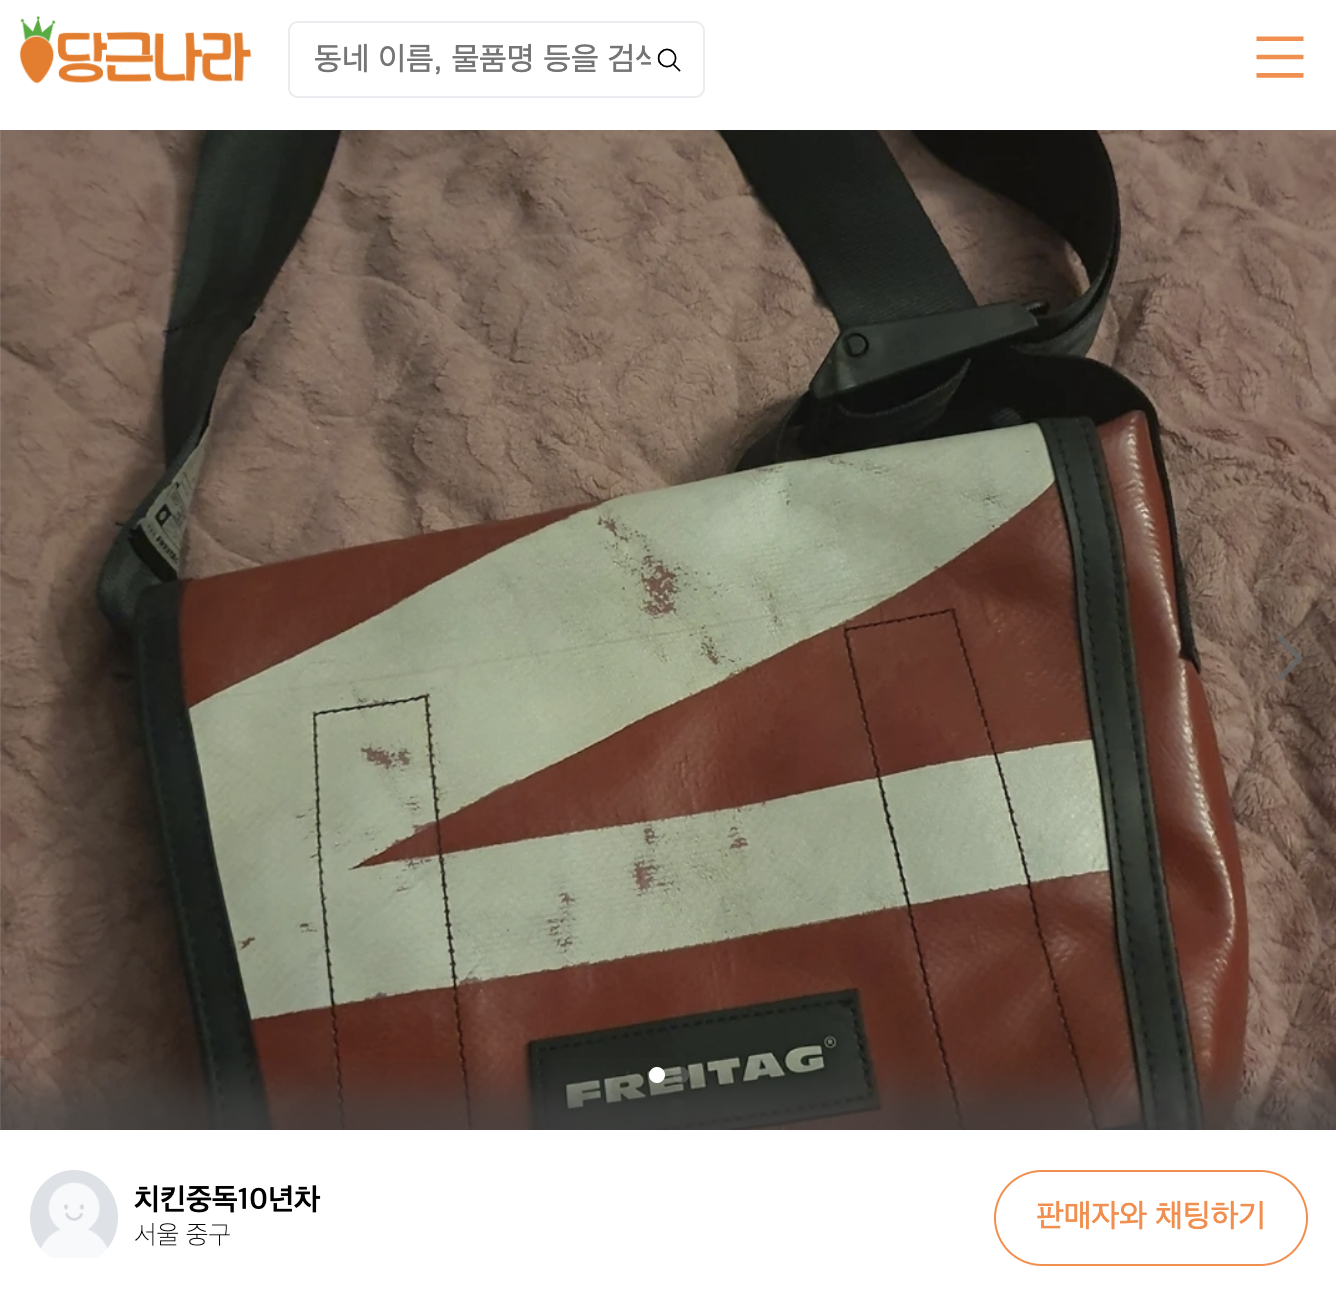 당근나라
동네 이름, 물품명 등을 검색
FREITAG®
치킨중독10년차
서울 중구
판매자와 채팅하기